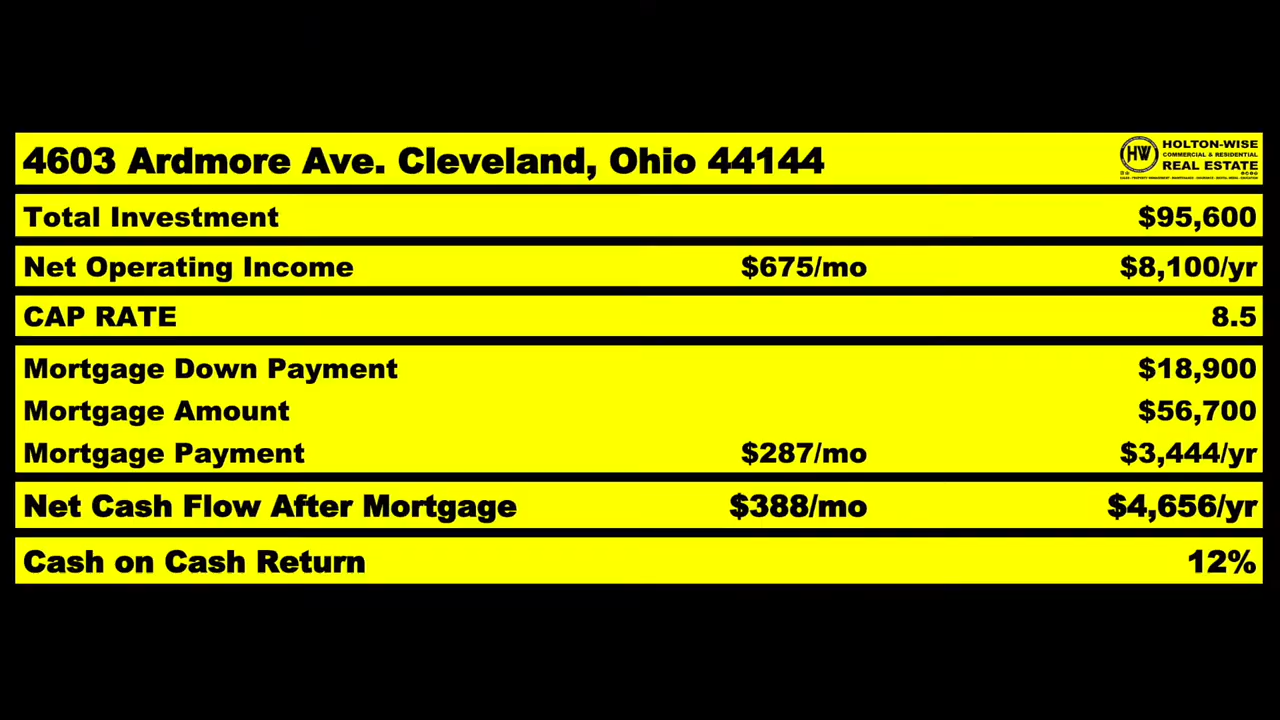 4603 Ardmore Ave. Cleveland, Ohio 44144
HW
HOLTON-WISE
COMMERCIAL & RESIDENTIAL
REAL ESTATE
Total Investment $95,600
Net Operating Income $675/mo $8,100/yr
CAP RATE 8.5
Mortgage Down Payment $18,900
Mortgage Amount $56,700
Mortgage Payment $287/mo $3,444/yr
Net Cash Flow After Mortgage $388/mo $4,656/yr
Cash on Cash Return 12%